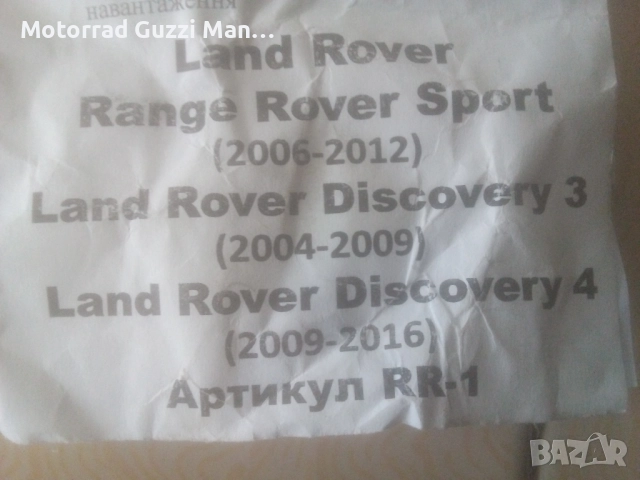 навантаження
Motorrad Guzzi Man...
Land Rover
Range Rover Sport
(2006-2012)
Land Rover Discovery 3
(2004-2009)
Land Rover Discovery 4
(2009-2016)
Артикул RR-1
BAZAR